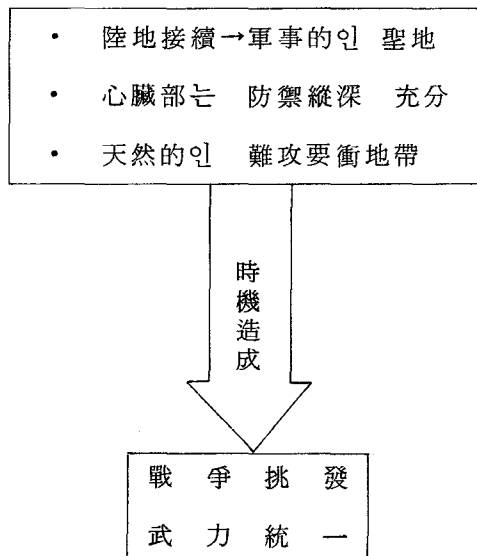 • 陸地接續→軍事的인 聖地
• 心臟部는 防禦縱深 充分
• 天然的인 難攻要衝地帶
時機造成
戰爭挑發
武力統一